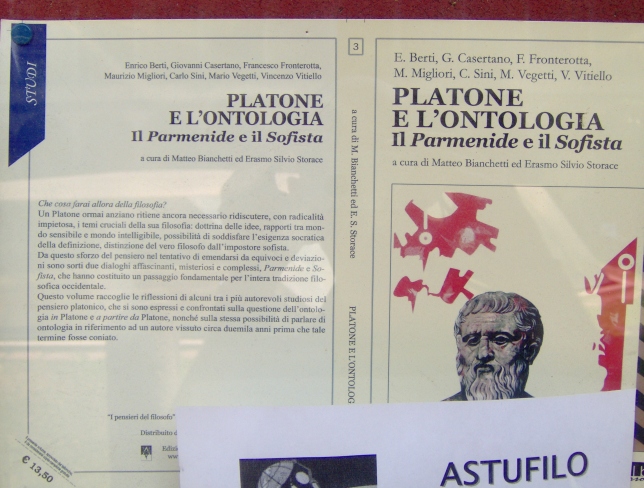 STUDI
Enrico Berti, Giovanni Casertano, Francesco Fronterotta,
Maurizio Migliori, Carlo Sini, Mario Vegetti, Vincenzo Vitiello
PLATONE
E L'ONTOLOGIA
Il Parmenide e il Sofista
a cura di Matteo Bianchetti ed Erasmo Silvio Storace
Che cosa farai allora della filosofia?
Un Platone ormai anziano ritiene ancora necessario ridiscutere, con radicalità
impietosa, i temi cruciali della sua filosofia: dottrina delle idee, rapporti tra mon-
do sensibile e mondo intelligibile, possibilità di soddisfare l'esigenza socratica
della definizione, distinzione del vero filosofo dall'impostore sofista.
Da questo sforzo del pensiero nel tentativo di emendarsi da equivoci e deviazio-
ni sono sorti due dialoghi affascinanti, misteriosi e complessi, Parmenide e So-
fista, che hanno costituito un passaggio fondamentale per l'intera tradizione filo-
sofica occidentale.
Questo volume raccoglie le riflessioni di alcuni tra i più autorevoli studiosi del
pensiero platonico, che si sono espressi e confrontati sulla questione dell'ontolo-
gia in Platone e a partire da Platone, nonché sulla stessa possibilità di parlare di
ontologia in riferimento ad un autore vissuto circa duemila anni prima che tale
termine fosse coniato.
"I pensieri del filosofo"
Distribuito d
Edizio
www
€ 13,50
3
a cura di M. Bianchetti ed E. S. Storace
PLATONE E L'ONTOLOG
E. Berti, G. Casertano, F. Fronterotta,
M. Migliori, C. Sini, M. Vegetti, V. Vitiello
PLATONE
E L'ONTOLOGIA
Il Parmenide e il Sofista
a cura di Matteo Bianchetti ed Erasmo Silvio Storace
ASTUFILO